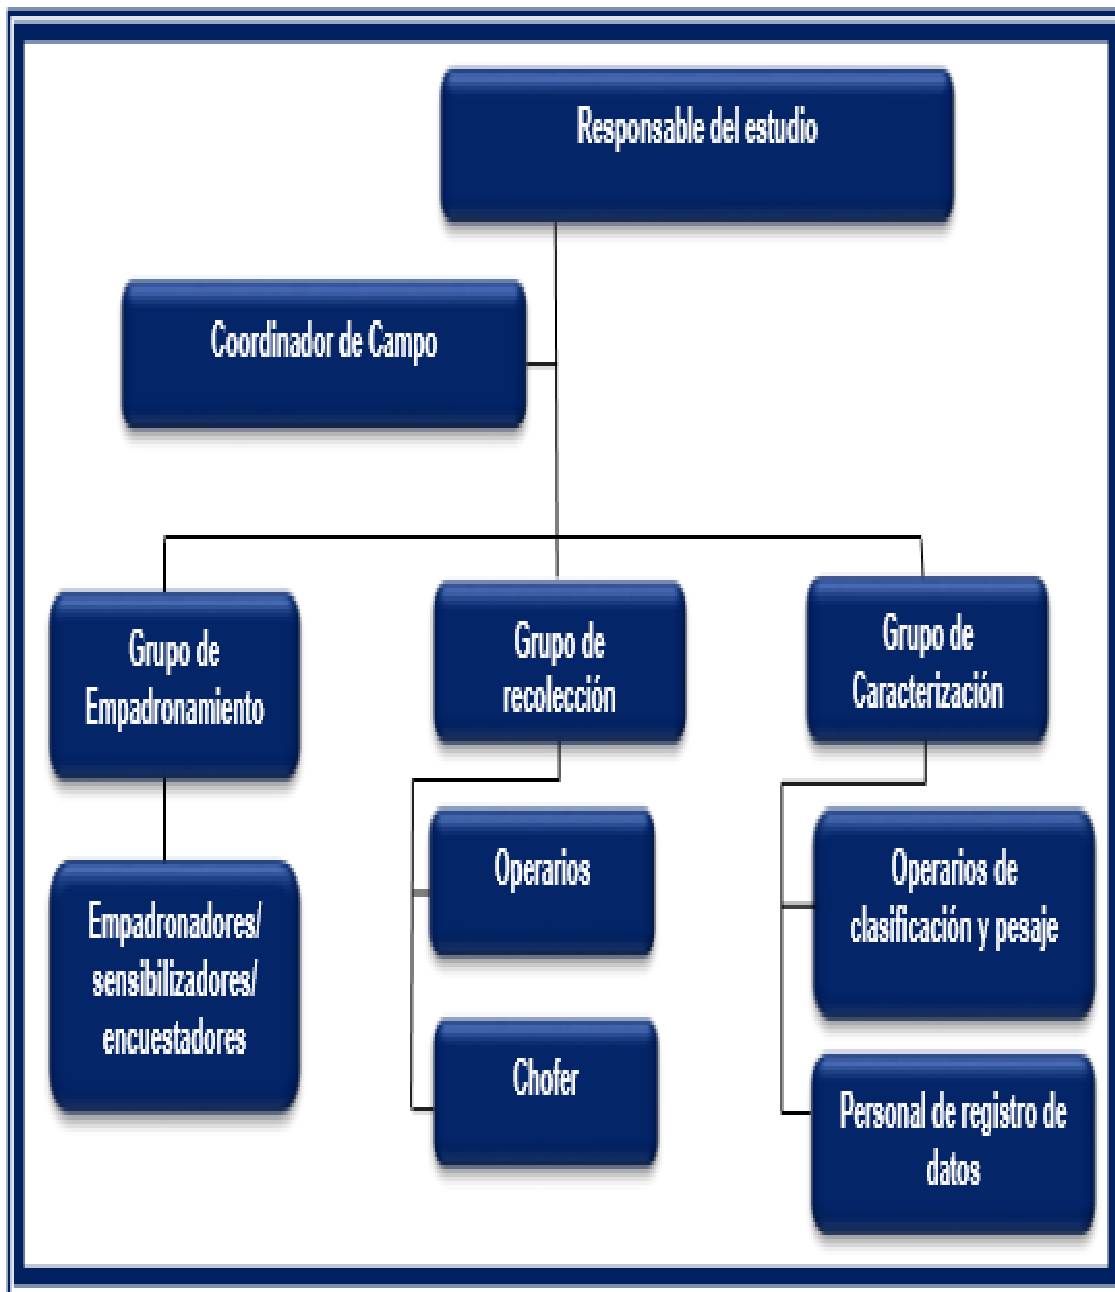 Responsable del estudio
Coordinador de Campo
Grupo de
Empadronamiento
Grupo de
recolección
Grupo de
Caracterización
Empadronadores/
sensibilizadores/
encuestadores
Operarios
Chofer
Operarios de
clasificación y pesaje
Personal de registro de
datos